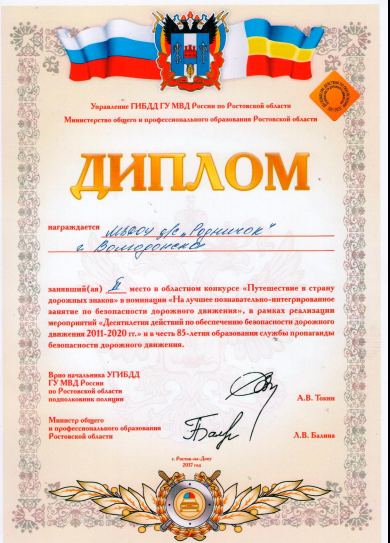 Управление ГИБДД ГУ МВД России по Ростовской области
Министерство общего и профессионального образования Ростовской области
ДИПЛОМ
награждается МБДОУ д/с „Родничок"
г. Волгодонска
занявший(ая) II место в областном конкурсе «Путешествие в страну
дорожных знаков» в номинации «На лучшее познавательно-интегрированное
занятие по безопасности дорожного движения», в рамках реализации
мероприятий «Десятилетия действий по обеспечению безопасности дорожного
движения 2011-2020 гг.» и в честь 85-летия образования службы пропаганды
безопасности дорожного движения.
Врио начальника УГИБДД
ГУ МВД России
по Ростовской области
подполковник полиции
А.В. Токин
Министр общего
и профессионального образования
Ростовской области
Л.В. Балина
г. Ростов-на-Дону
2017 год